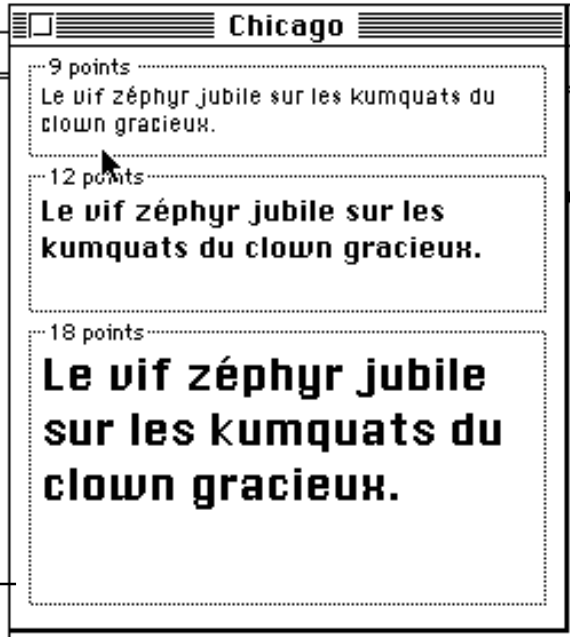 Chicago
9 points
Le vif zéphyr jubile sur les kumquats du
clown gracieux.
12 points
Le vif zéphyr jubile sur les
kumquats du clown gracieux.
18 points
Le vif zéphyr jubile
sur les kumquats du
clown gracieux.